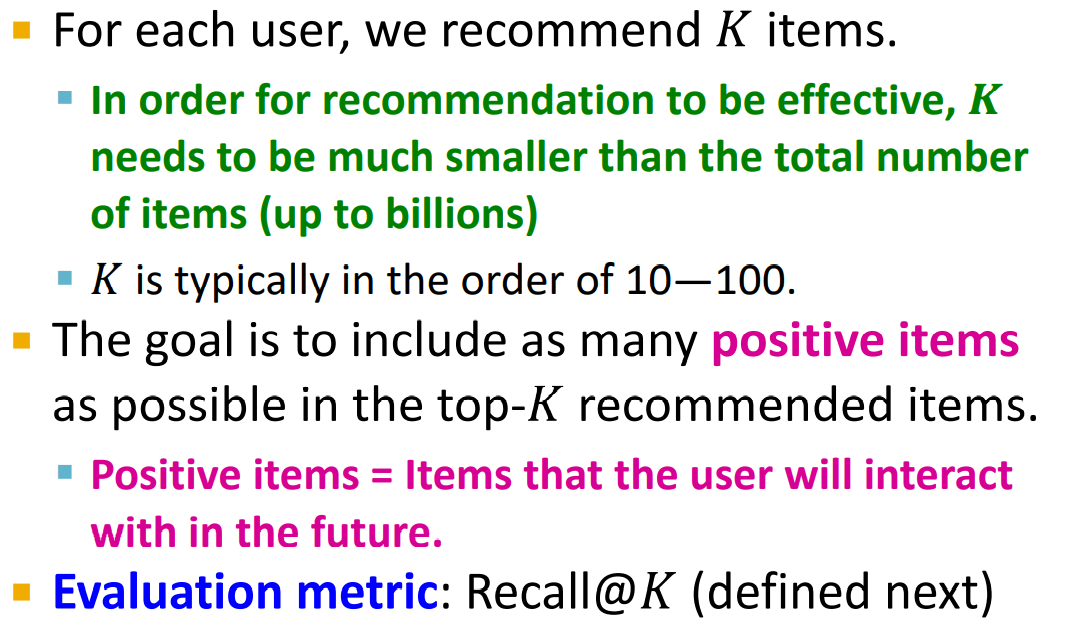 For each user, we recommend K items.
In order for recommendation to be effective, K
needs to be much smaller than the total number
of items (up to billions)
K is typically in the order of 10—100.
The goal is to include as many positive items
as possible in the top-K recommended items.
Positive items = Items that the user will interact
with in the future.
Evaluation metric: Recall@K (defined next)